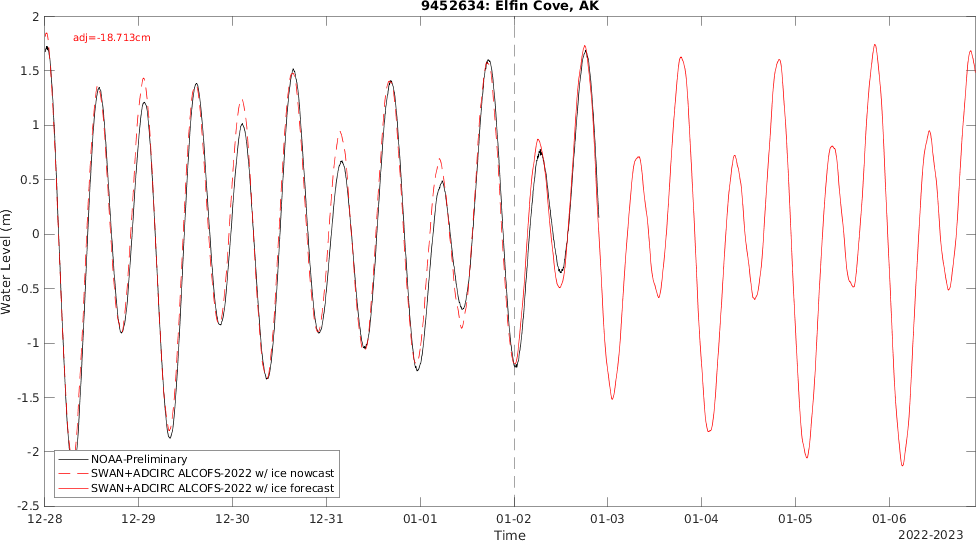 9452634: Elfin Cove, AK
adj=-18.713cm
Water Level (m)
2
1.5
1
0.5
0
-0.5
-1
-1.5
-2
-2.5
NOAA-Preliminary
SWAN+ADCIRC ALCOFS-2022 w/ ice nowcast
SWAN+ADCIRC ALCOFS-2022 w/ ice forecast
12-28 12-29 12-30 12-31 01-01 01-02 01-03 01-04 01-05 01-06
Time
2022-2023